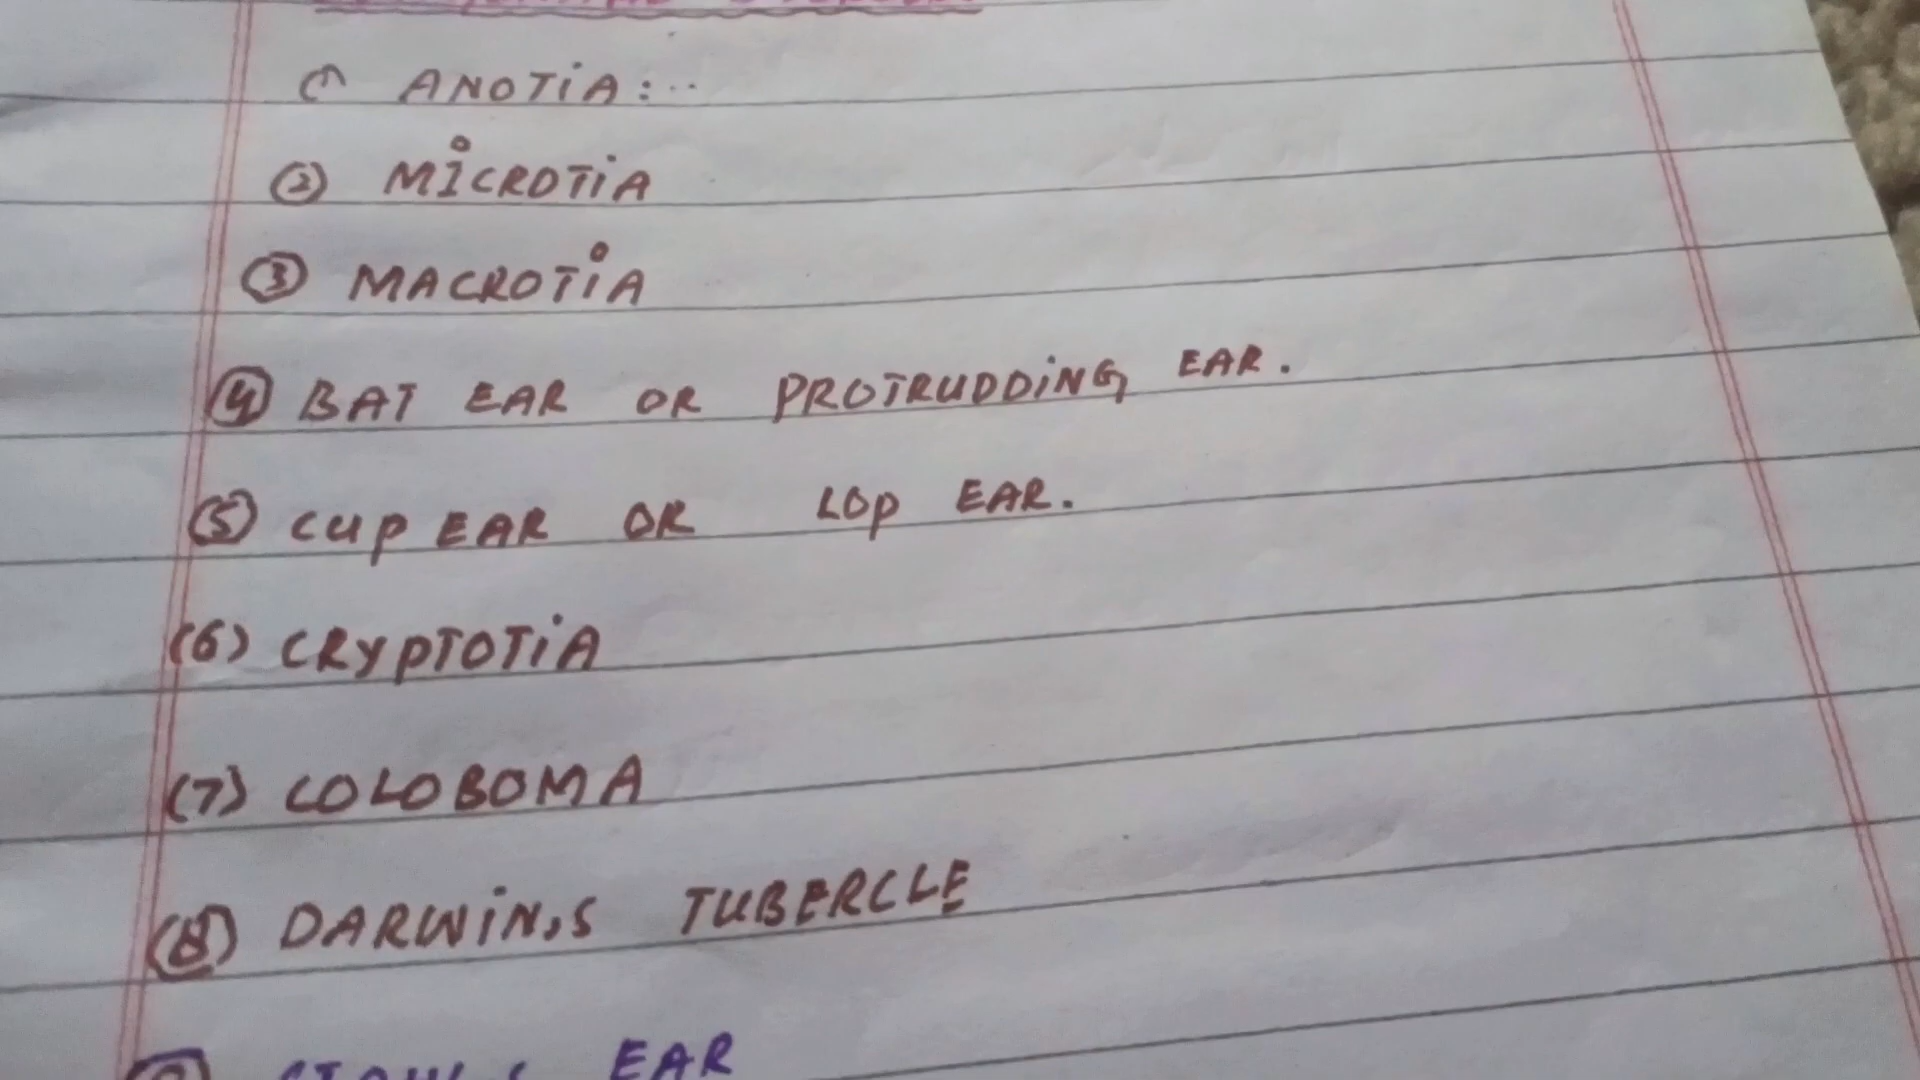 (1) ANOTiA :--
(2) MICROTiA
(3) MACROTiA
(4) BAT EAR OR PROTRUDDiNG EAR.
(5) cup EAR OR LOp EAR.
(6) CRYpTOTiA
(7) COLOBOMA
(8) DARWiN,S TUBERCLE
EAR